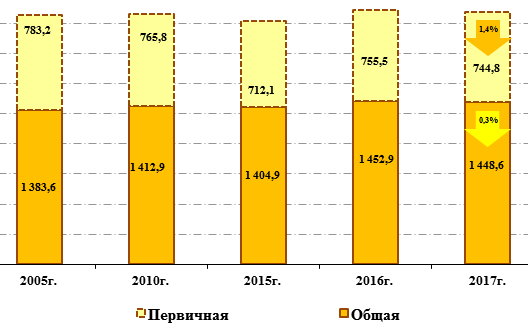 783,2 765,8 712,1 755,5 1,4%
744,8
0,3%
1 383,6 1 412,9 1 404,9 1 452,9 1 448,6
2005г. 2010г. 2015г. 2016г. 2017г.
Первичная Общая